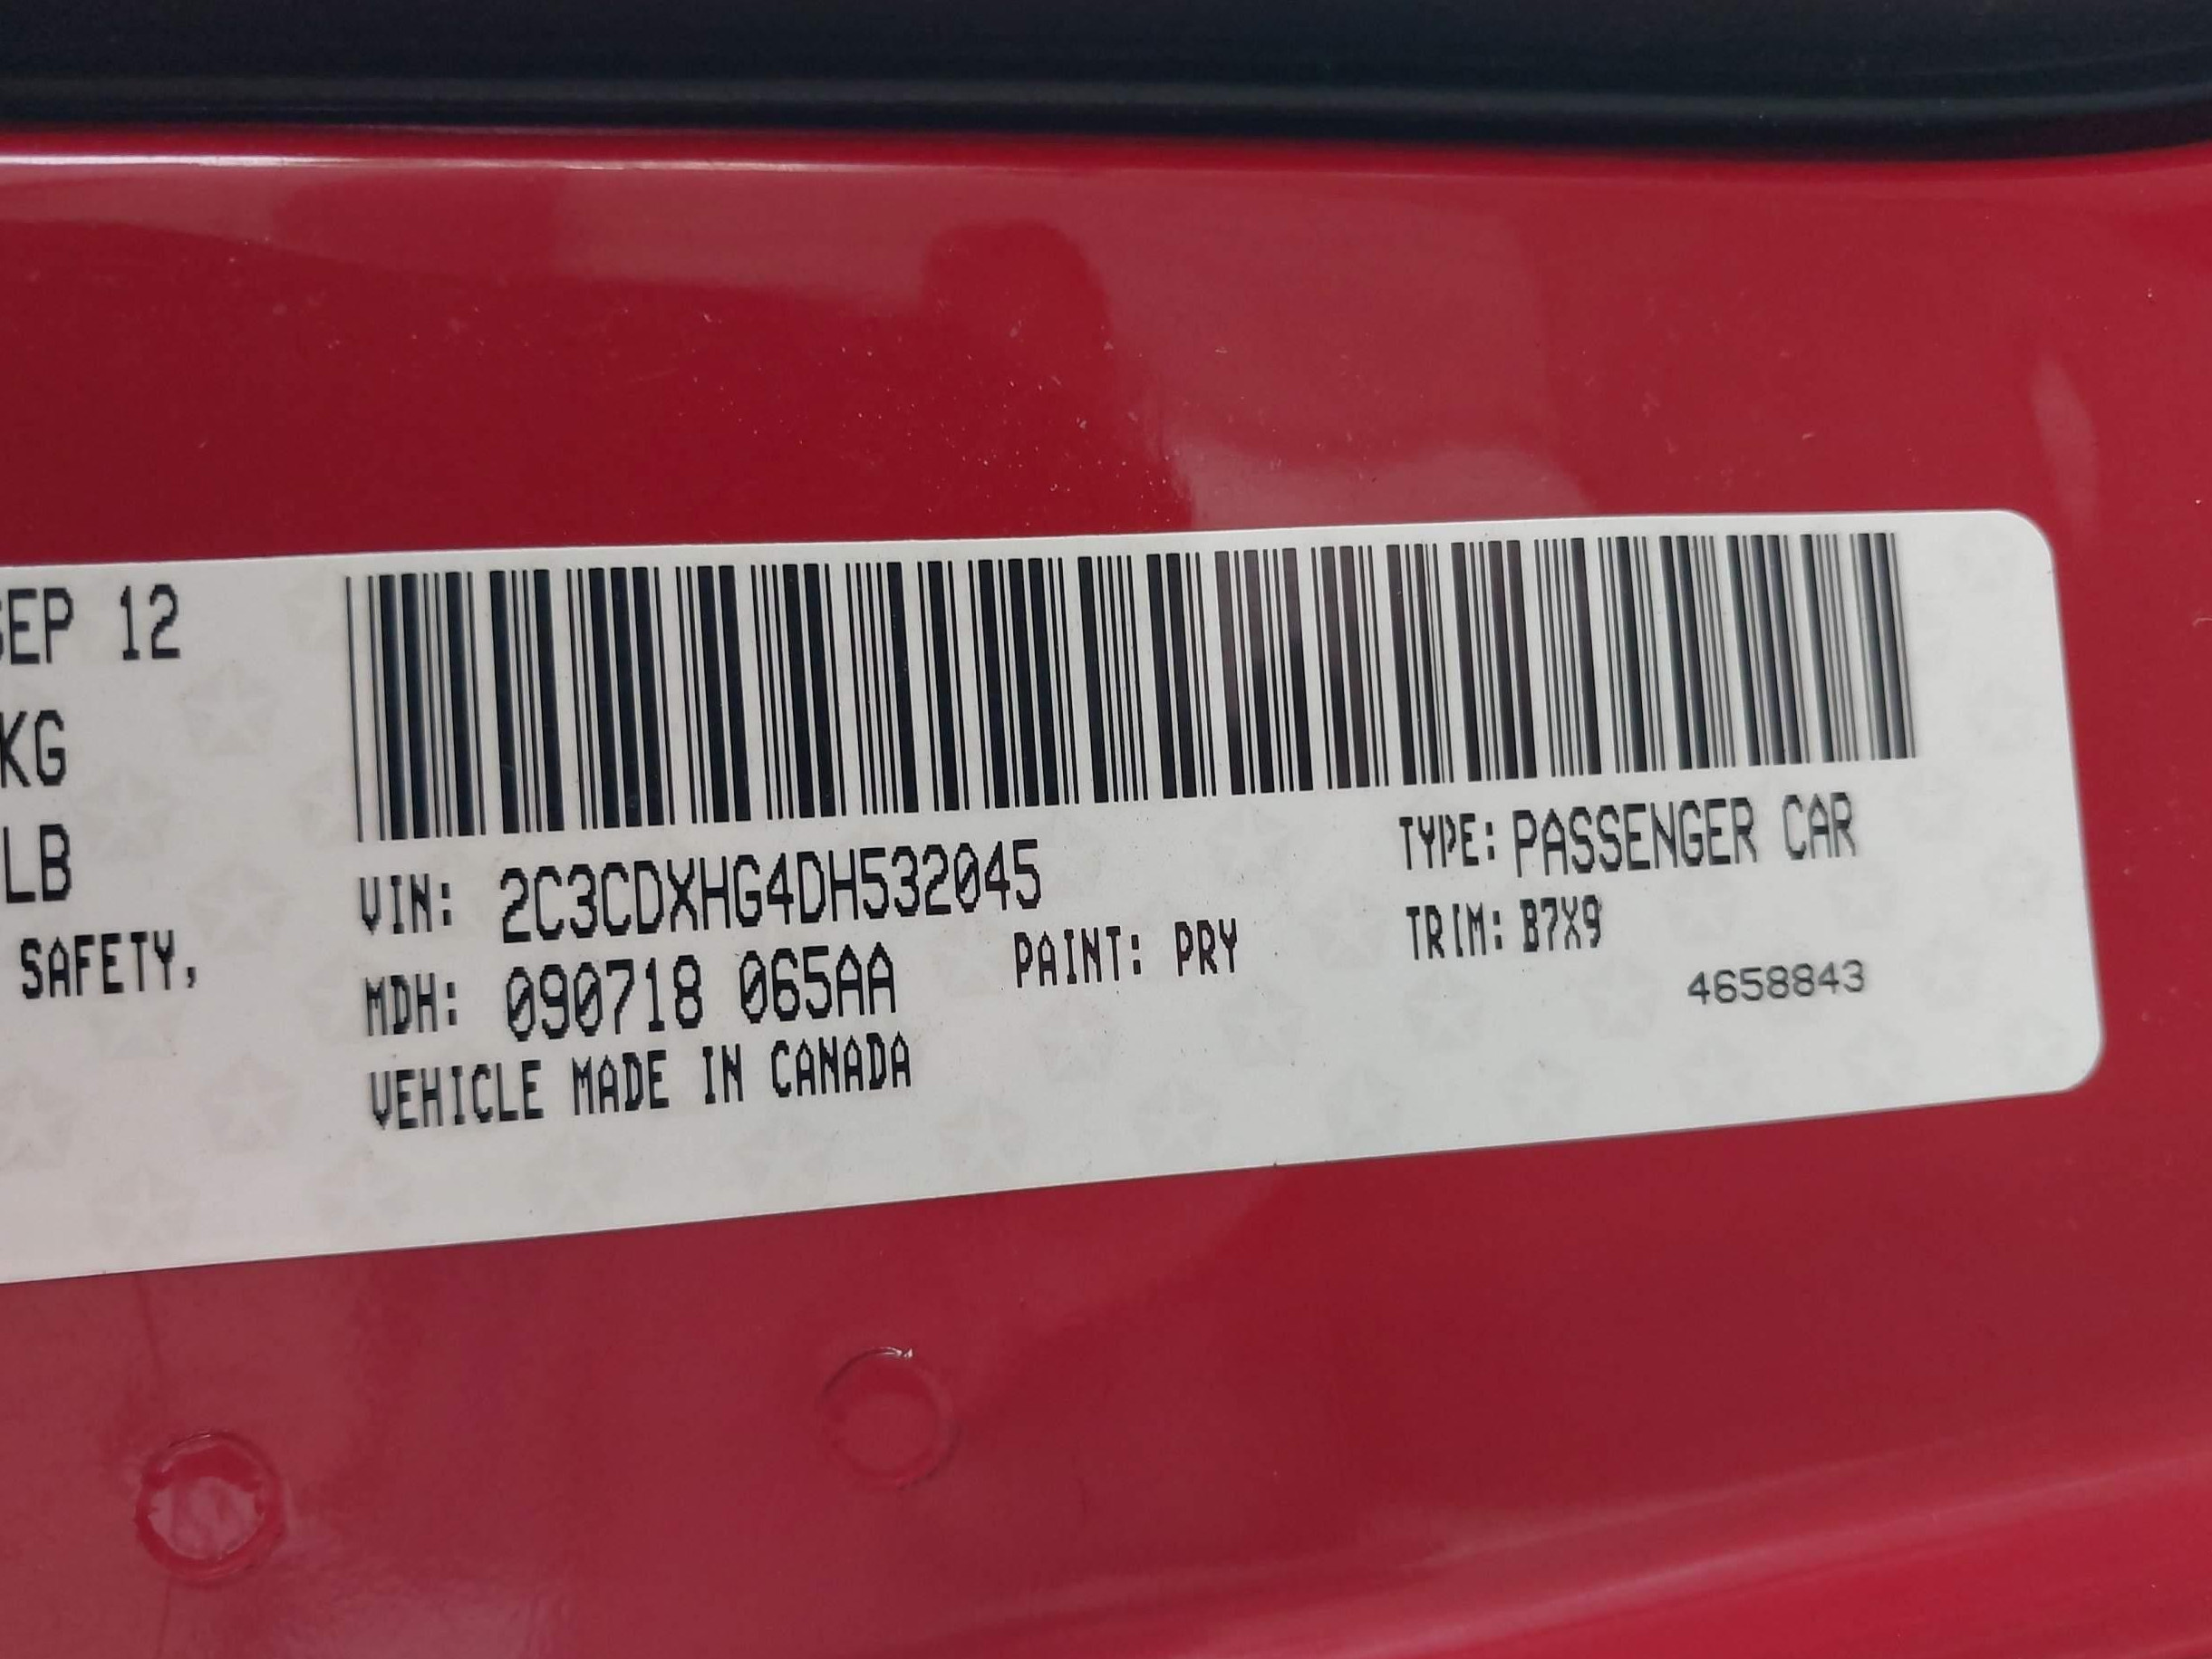 SEP 12
KG
LB
SAFETY,
VIN: 2C3CDXHG4DH532045
MDH: 090718 065AA
PAINT: PRY
VEHICLE MADE IN CANADA
TYPE: PASSENGER CAR
TRIM: B7X9
4658843